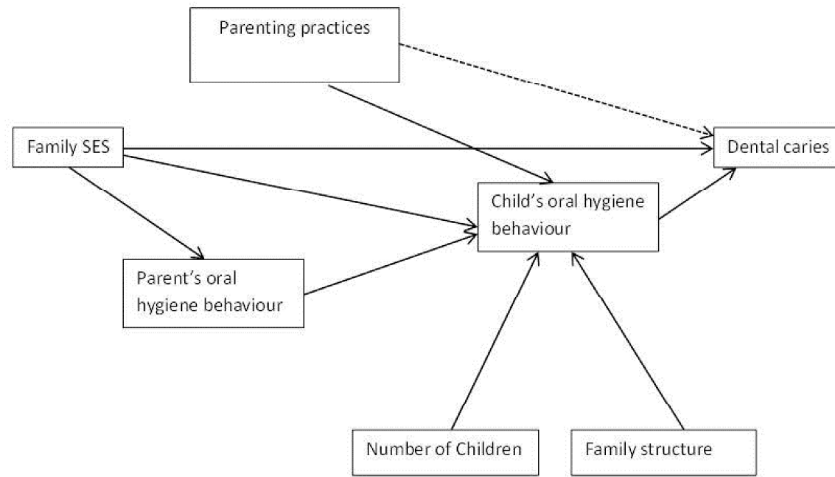 Parenting practices
Family SES
Dental caries
Child’s oral hygiene
behaviour
Parent’s oral
hygiene behaviour
Number of Children
Family structure